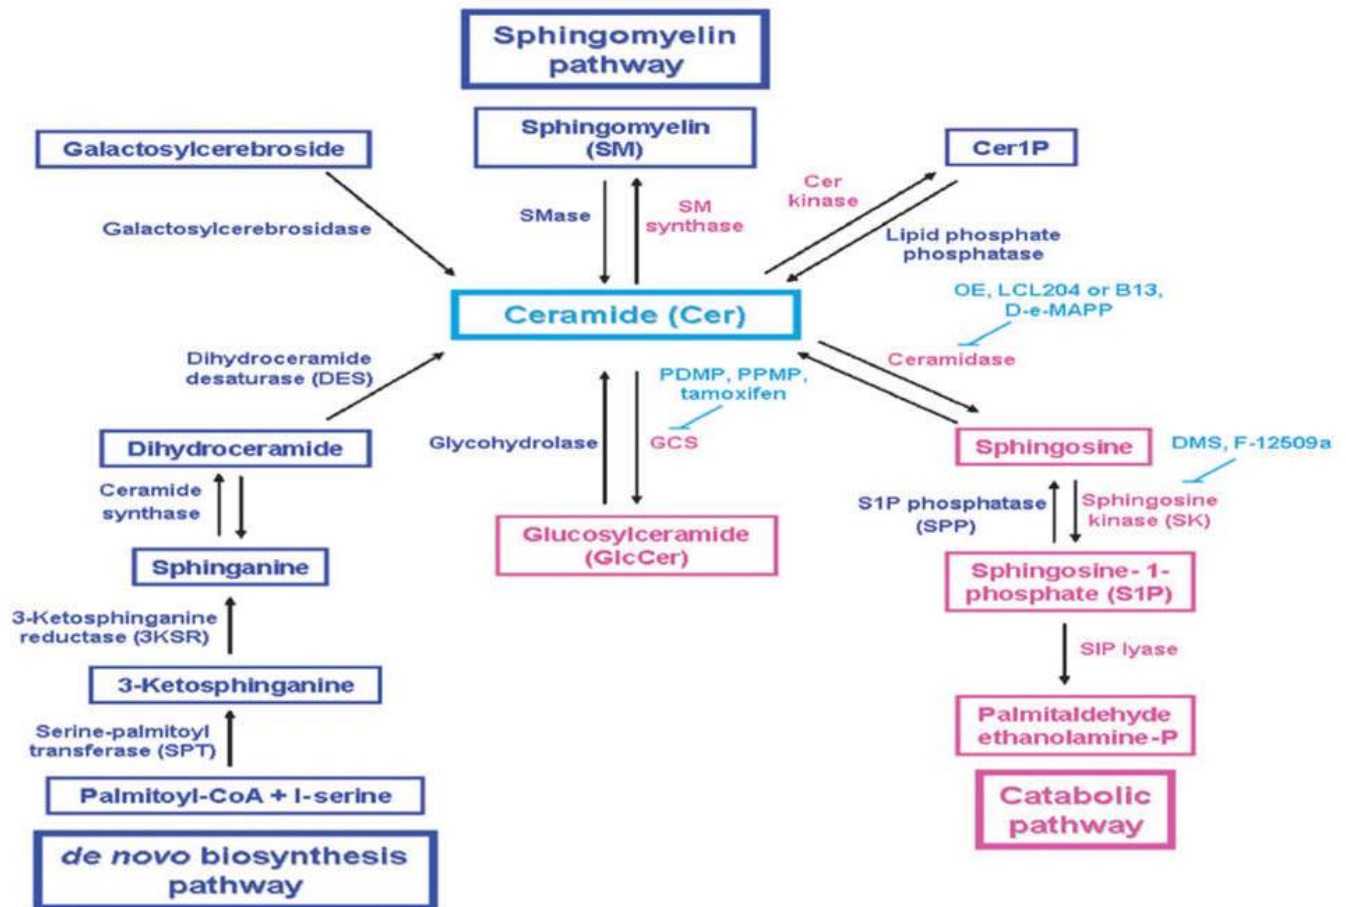 Sphingomyelin
pathway
Sphingomyelin
(SM)
Galactosylcerebroside
Cer1P
Cer
kinase
SMase
SM
synthase
Galactosylcerebrosidase
Lipid phosphate
phosphatase
OE, LCL204 or B13,
D-e-MAPP
Ceramide (Cer)
Ceramidase
Dihydroceramide
desaturase (DES)
PDMP, PPMP,
tamoxifen
Glycohydrolase
GCS
Dihydroceramide
Sphingosine
DMS, F-12509a
Ceramide
synthase
S1P phosphatase
(SPP)
Sphingosine
kinase (SK)
Glucosylceramide
(GlcCer)
Sphinganine
Sphingosine- 1-
phosphate (S1P)
3-Ketosphinganine
reductase (3KSR)
SIP lyase
3-Ketosphinganine
Palmitaldehyde
ethanolamine-P
Serine-palmitoyl
transferase (SPT)
Palmitoyl-CoA + l-serine
Catabolic
pathway
de novo biosynthesis
pathway